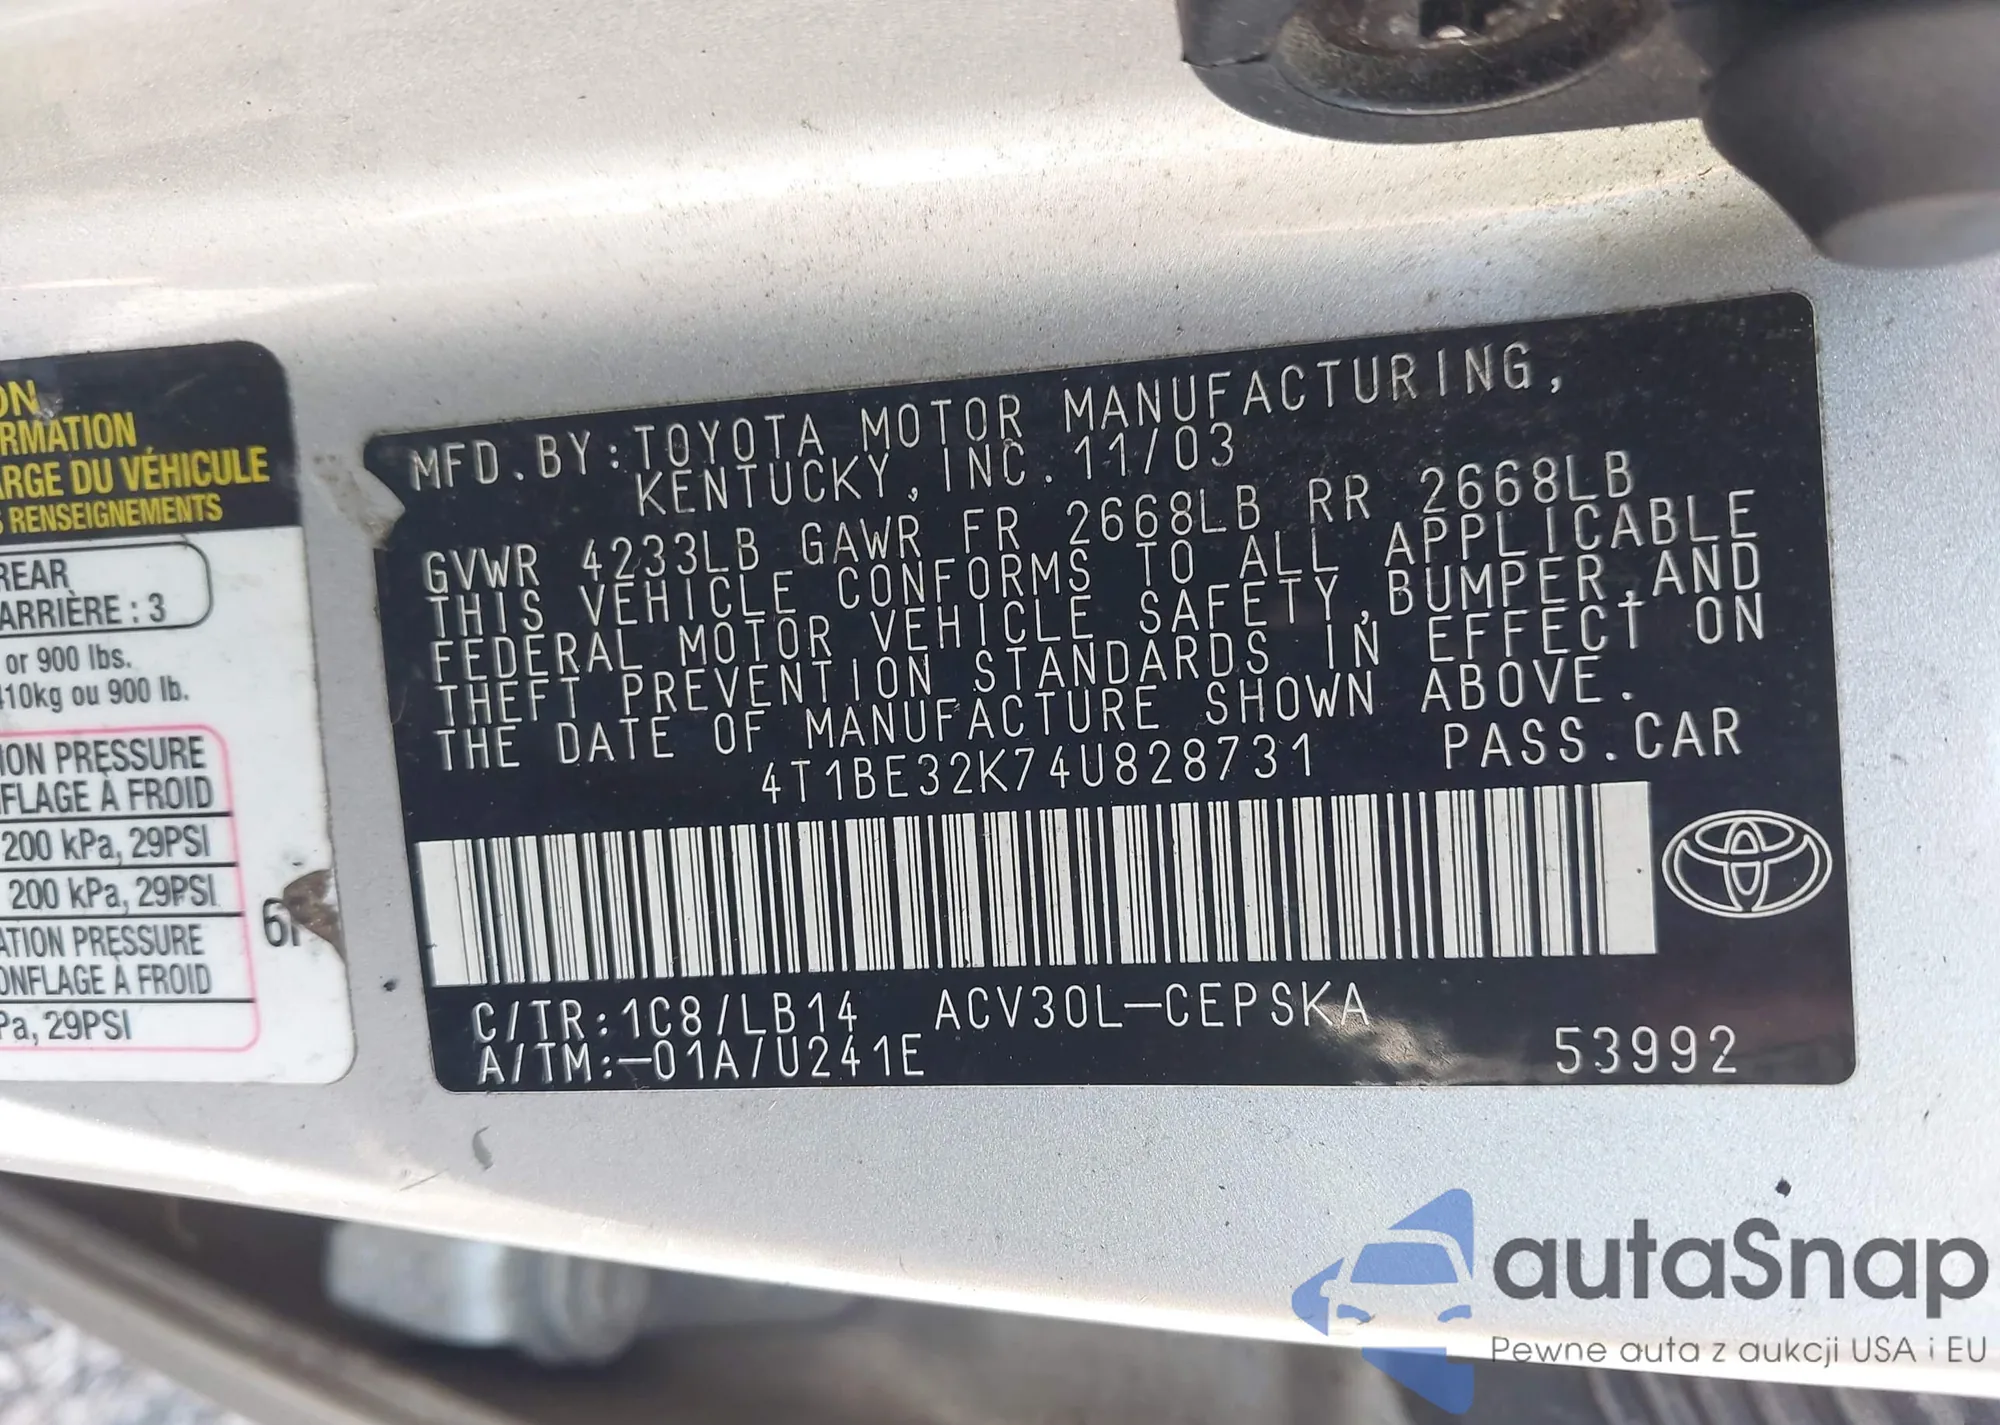 ON
RMATION
ARGE DU VÉHICULE
S RENSEIGNEMENTS
REAR
ARRIÈRE : 3
or 900 lbs.
410kg ou 900 lb.
ION PRESSURE
FLAGE À FROID
200 kPa, 29PSI
200 kPa, 29PSI
ATION PRESSURE
ONFLAGE À FROID
Pa, 29PSI
MFD.BY:TOYOTA MOTOR MANUFACTURING,
KENTUCKY, INC. 11/03
GVWR 4233LB GAWR FR 2668LB RR 2668LB
THIS VEHICLE CONFORMS TO ALL APPLICABLE
FEDERAL MOTOR VEHICLE SAFETY,BUMPER,AND
THEFT PREVENTION STANDARDS IN EFFECT ON
THE DATE OF MANUFACTURE SHOWN ABOVE.
4T1BE32K74U828731 PASS.CAR
C/TR:1C8/LB14 ACV30L-CEPSKA
A/TM:-01A/U241E 53992
autaSnap
Pewne auta z aukcji USA i EU